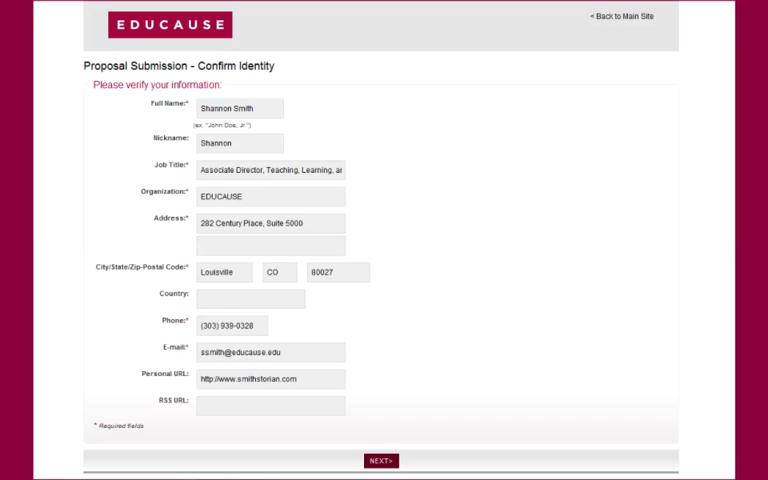 EDUCAUSE
< Back to Main Site
Proposal Submission - Confirm Identity
Please verify your information:
Full Name:* Shannon Smith
(ex. "John Doe, Jr.")
Nickname: Shannon
Job Title:* Associate Director, Teaching, Learning, ar
Organization:* EDUCAUSE
Address:* 282 Century Place, Suite 5000
City/State/Zip-Postal Code:* Louisville CO 80027
Country:
Phone:* (303) 939-0328
E-mail:* ssmith@educause.edu
Personal URL: http://www.smithstorian.com
RSS URL:
* Required fields
NEXT>